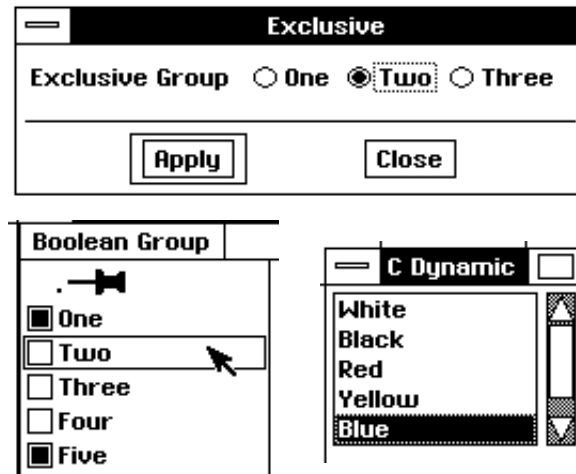 Exclusive
Exclusive Group One Two Three
Apply Close
Boolean Group
One
Two
Three
Four
Five
C Dynamic
White
Black
Red
Yellow
Blue